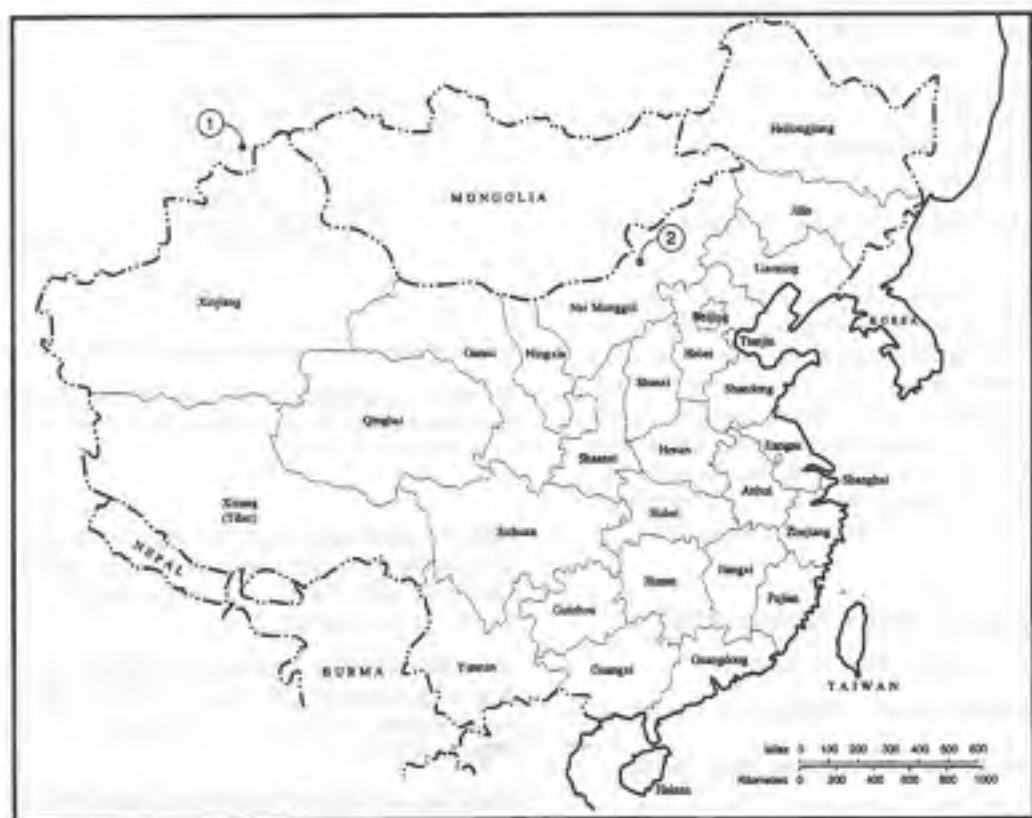 1
Heilongjiang
MONGOLIA
Jilin
2
Liaoning
Xinjiang
Nei Monggol
Beijing
KOREA
Tianjin
Gansu
Ningxia
Hebei
Shanxi
Shandong
Qinghai
Henan
Jiangsu
Shaanxi
Shanghai
Anhui
Xizang
(Tibet)
Hubei
Sichuan
Zhejiang
NEPAL
Jiangxi
Hunan
Fujian
Guizhou
BURMA
Yunnan
Guangxi
Guangdong
TAIWAN
Miles 0 100 200 300 400 500 600
Kilometers 0 200 400 600 800 1000
Hainan